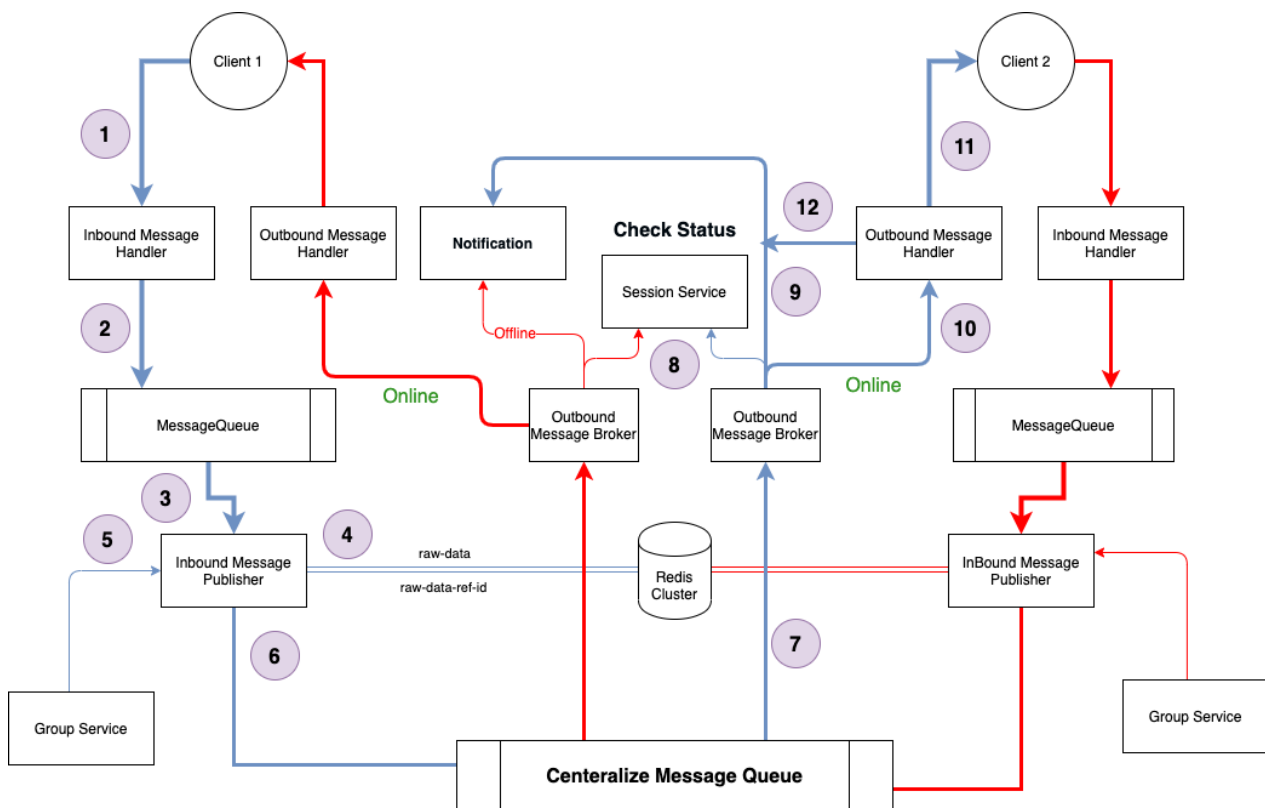 Client 1
Client 2
1
11
12
Inbound Message
Handler
Outbound Message
Handler
Notification
Check Status
Outbound Message
Handler
Inbound Message
Handler
Session Service
9
2
Offline
8
10
Online
Online
MessageQueue
Outbound
Message Broker
Outbound
Message Broker
MessageQueue
3
5
4
Inbound Message
Publisher
raw-data
raw-data-ref-id
Redis
Cluster
InBound Message
Publisher
6
7
Group Service
Group Service
Centeralize Message Queue